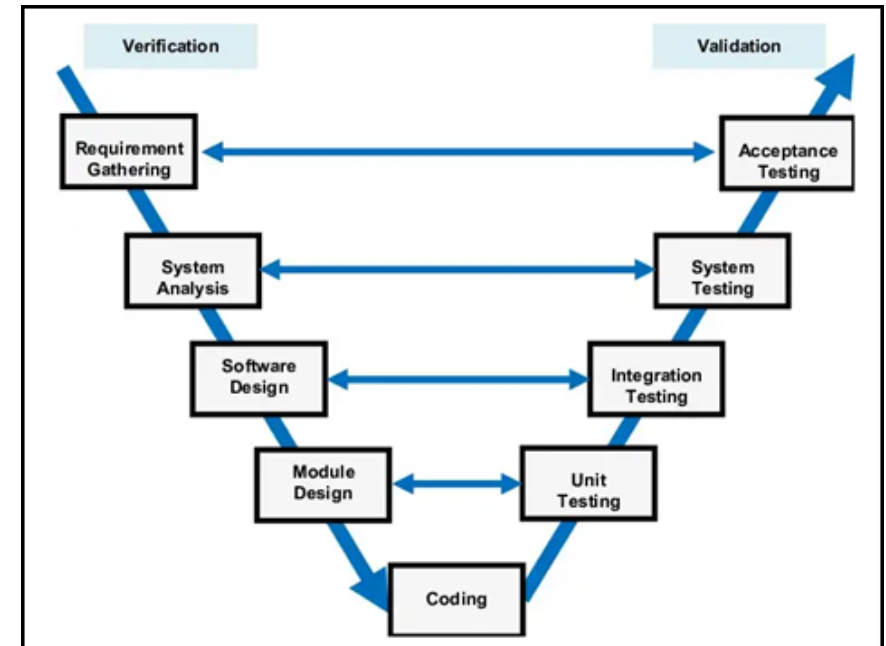 Verification
Validation
Requirement
Gathering
Acceptance
Testing
System
Analysis
System
Testing
Software
Design
Integration
Testing
Module
Design
Unit
Testing
Coding